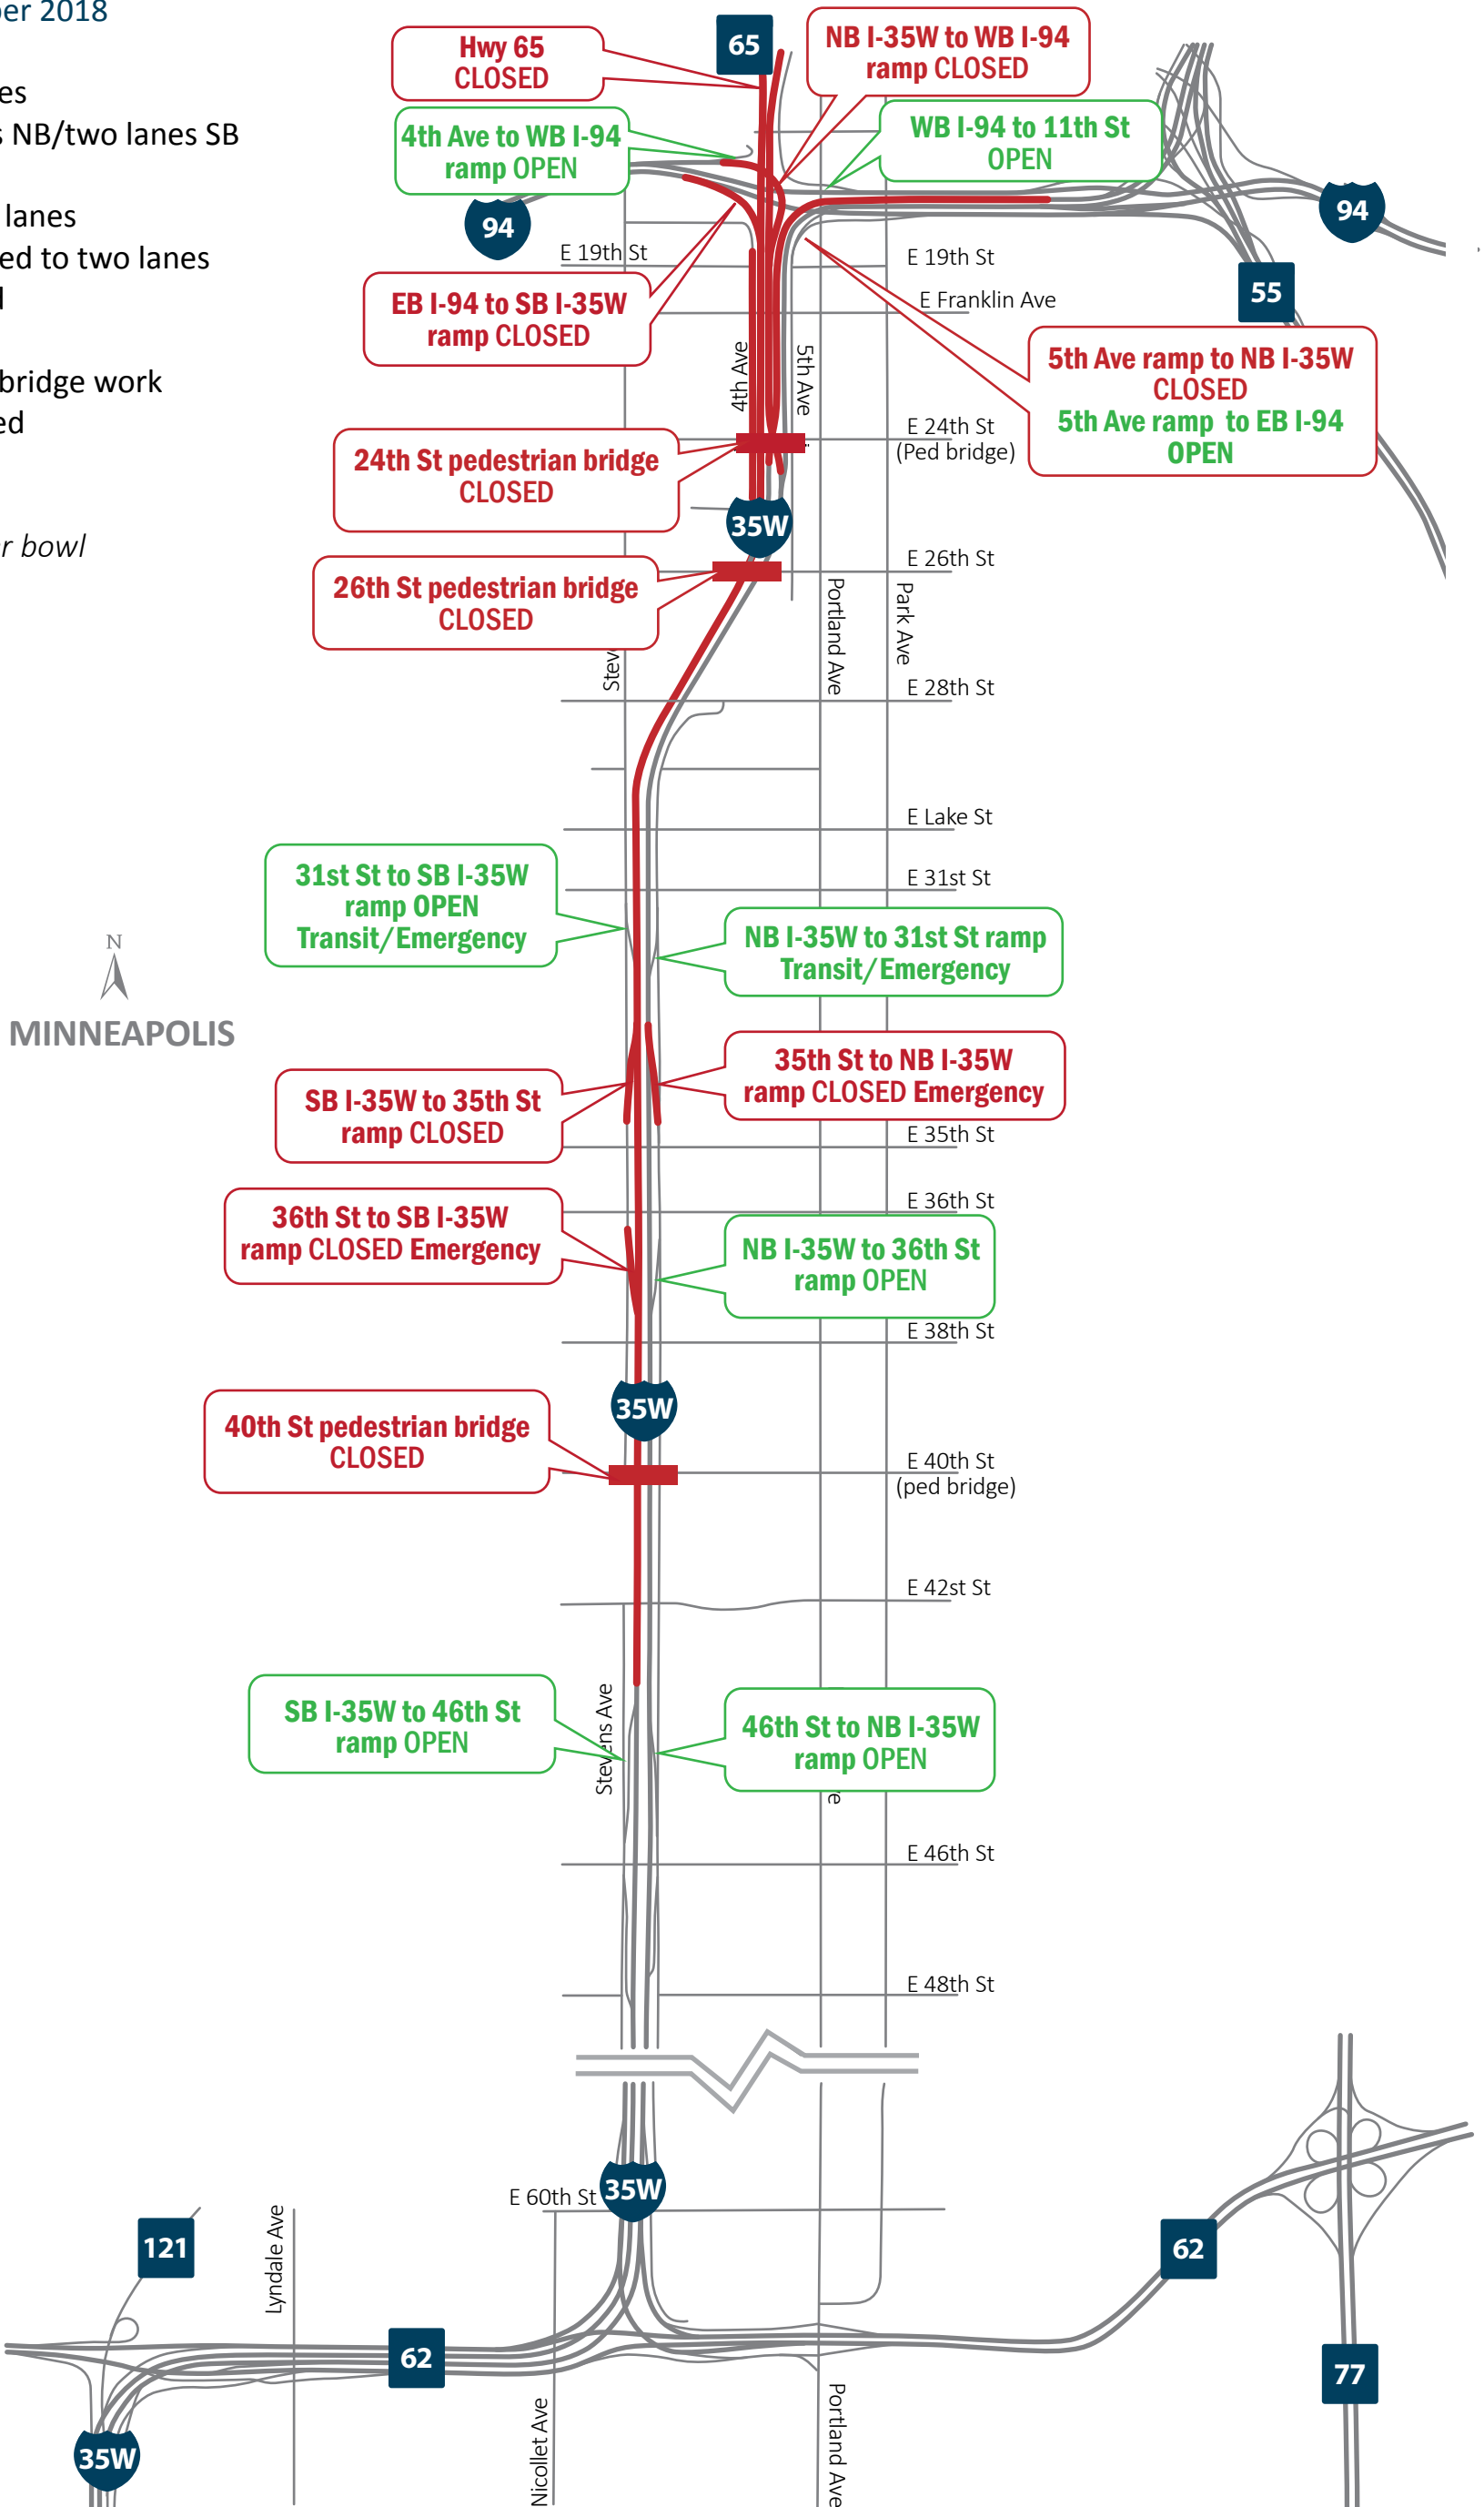 er 2018
es
s NB/two lanes SB
lanes
ed to two lanes
d
bridge work
ed
r bowl
65
Hwy 65
CLOSED
NB I-35W to WB I-94
ramp CLOSED
4th Ave to WB I-94
ramp OPEN
WB I-94 to 11th St
OPEN
94
94
E 19th St
E 19th St
55
EB I-94 to SB I-35W
ramp CLOSED
E Franklin Ave
4th Ave
5th Ave
5th Ave ramp to NB I-35W
CLOSED
5th Ave ramp to EB I-94
OPEN
E 24th St
(Ped bridge)
24th St pedestrian bridge
CLOSED
35W
E 26th St
26th St pedestrian bridge
CLOSED
Portland Ave
Park Ave
Stev
E 28th St
E Lake St
31st St to SB I-35W
ramp OPEN
Transit/Emergency
E 31st St
NB I-35W to 31st St ramp
Transit/Emergency
N
MINNEAPOLIS
35th St to NB I-35W
ramp CLOSED Emergency
SB I-35W to 35th St
ramp CLOSED
E 35th St
36th St to SB I-35W
ramp CLOSED Emergency
E 36th St
NB I-35W to 36th St
ramp OPEN
E 38th St
35W
40th St pedestrian bridge
CLOSED
E 40th St
(ped bridge)
E 42st St
SB I-35W to 46th St
ramp OPEN
Stevens Ave
46th St to NB I-35W
ramp OPEN
e
E 46th St
E 48th St
E 60th St
35W
121
Lyndale Ave
62
62
77
Nicollet Ave
Portland Ave
35W